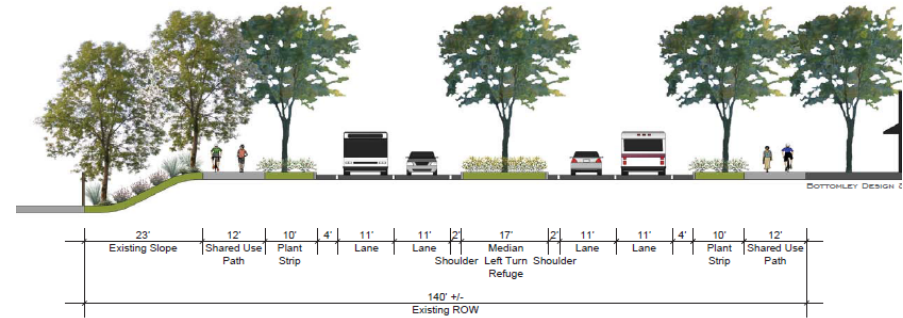 BOTTOMLEY DESIGN &
23' 12' 10' 4' 11' 11' 2' 17' 2' 11' 11' 4' 10' 12'
Existing Slope Shared Use Plant Lane Lane Median Lane Lane Plant Shared Use
Path Strip Shoulder Left Turn Shoulder Strip Path
Refuge
140' +/-
Existing ROW